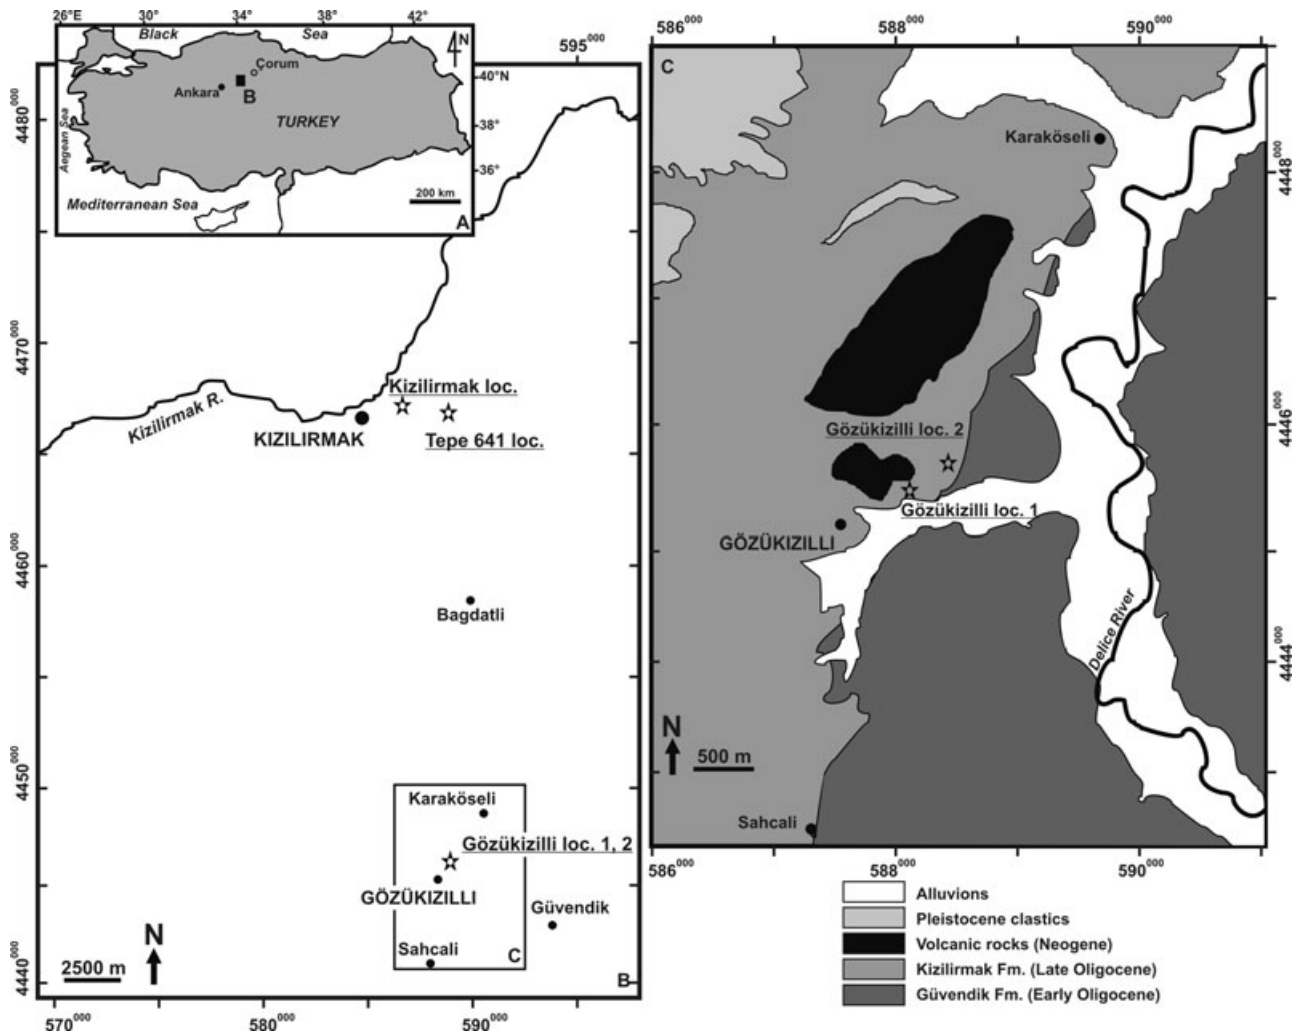 26°E 30° 34° 38° 42°
Black Sea
N
Çorum
40°N
Ankara
B
TURKEY
38°
Aegean Sea
36°
200 km
Mediterranean Sea
A
595000
4480000
4470000
Kizilirmak loc.
Kizilirmak R.
KIZILIRMAK
Tepe 641 loc.
4460000
Bagdatli
4450000
Karaköseli
Gözükizilli loc. 1, 2
GÖZÜKIZILLI
Güvendik
N
Sahcali
C
2500 m
4440000
B
570000 580000 590000
586000 588000 590000
C
Karaköseli
4448000
4446000
Gözükizilli loc. 2
Gözükizilli loc. 1
GÖZÜKIZILLI
Delice River
4444000
N
500 m
Sahcali
586000 588000 590000
Alluvions
Pleistocene clastics
Volcanic rocks (Neogene)
Kizilirmak Fm. (Late Oligocene)
Güvendik Fm. (Early Oligocene)